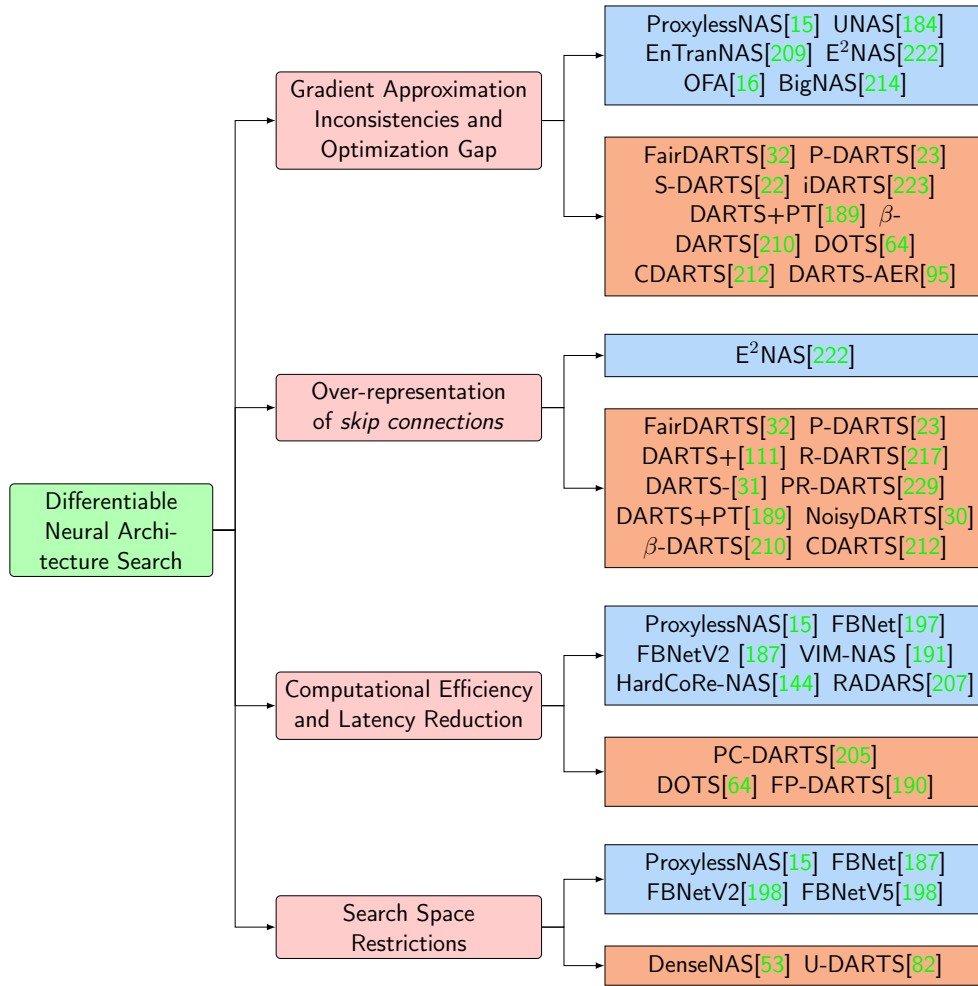 Differentiable
Neural Archi-
tecture Search
Gradient Approximation
Inconsistencies and
Optimization Gap
ProxylessNAS[15] UNAS[184]
EnTranNAS[209] E²NAS[222]
OFA[16] BigNAS[214]
FairDARTS[32] P-DARTS[23]
S-DARTS[22] iDARTS[223]
DARTS+PT[189] β-
DARTS[210] DOTS[64]
CDARTS[212] DARTS-AER[95]
Over-representation
of skip connections
E²NAS[222]
FairDARTS[32] P-DARTS[23]
DARTS+[111] R-DARTS[217]
DARTS-[31] PR-DARTS[229]
DARTS+PT[189] NoisyDARTS[30]
β-DARTS[210] CDARTS[212]
Computational Efficiency
and Latency Reduction
ProxylessNAS[15] FBNet[197]
FBNetV2 [187] VIM-NAS [191]
HardCoRe-NAS[144] RADARS[207]
PC-DARTS[205]
DOTS[64] FP-DARTS[190]
Search Space
Restrictions
ProxylessNAS[15] FBNet[187]
FBNetV2[198] FBNetV5[198]
DenseNAS[53] U-DARTS[82]